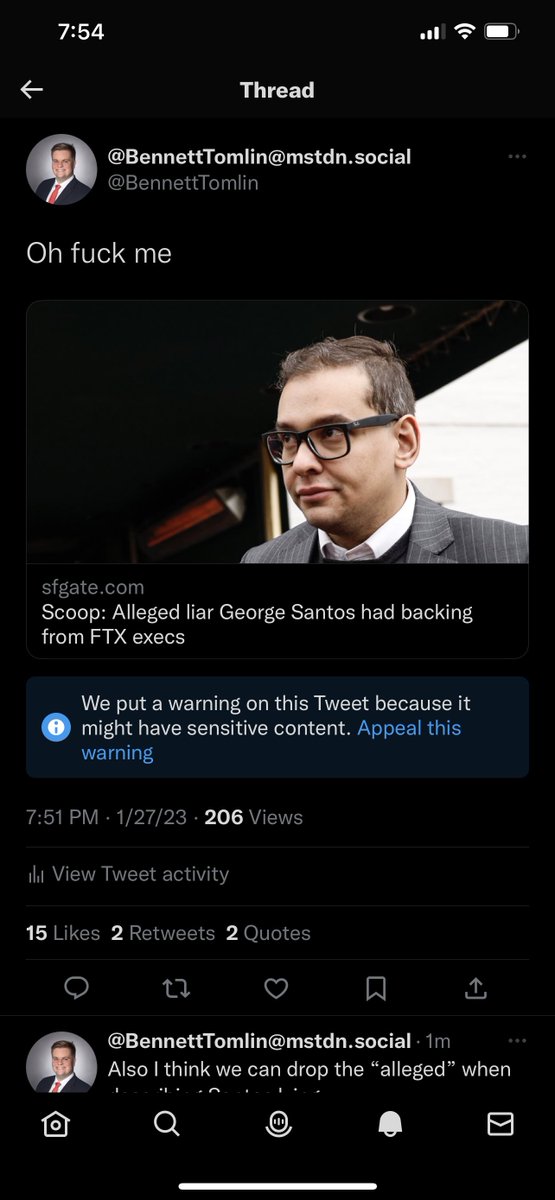 7:54
Thread
@BennettTomlin@mstdn.social
@BennettTomlin
Oh fuck me
sfgate.com
Scoop: Alleged liar George Santos had backing
from FTX execs
We put a warning on this Tweet because it
might have sensitive content. Appeal this
warning
7:51 PM · 1/27/23 · 206 Views
View Tweet activity
15 Likes 2 Retweets 2 Quotes
@BennettTomlin@mstdn.social · 1m
Also I think we can drop the “alleged” when